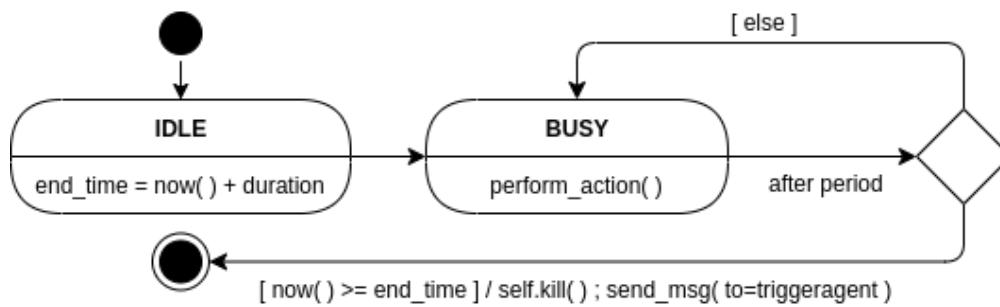 [ else ]
IDLE
BUSY
end_time = now( ) + duration
perform_action( )
after period
[ now( ) >= end_time ] / self.kill( ) ; send_msg( to=triggeragent )